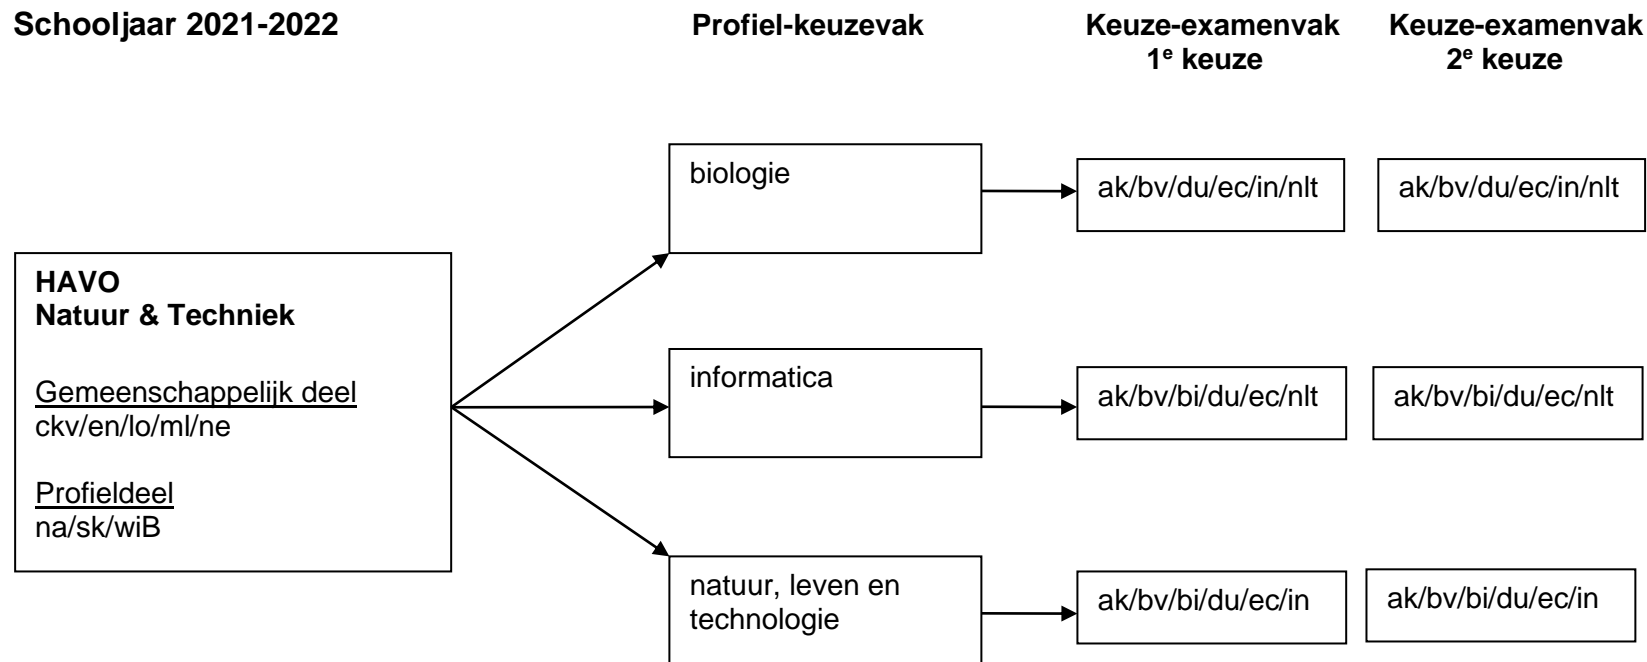 Schooljaar 2021-2022
Profiel-keuzevak
Keuze-examenvak
1e keuze
Keuze-examenvak
2e keuze
HAVO
Natuur & Techniek
Gemeenschappelijk deel
ckv/en/lo/ml/ne
Profieldeel
na/sk/wiB
biologie
ak/bv/du/ec/in/nlt
ak/bv/du/ec/in/nlt
informatica
ak/bv/bi/du/ec/nlt
ak/bv/bi/du/ec/nlt
natuur, leven en
technologie
ak/bv/bi/du/ec/in
ak/bv/bi/du/ec/in